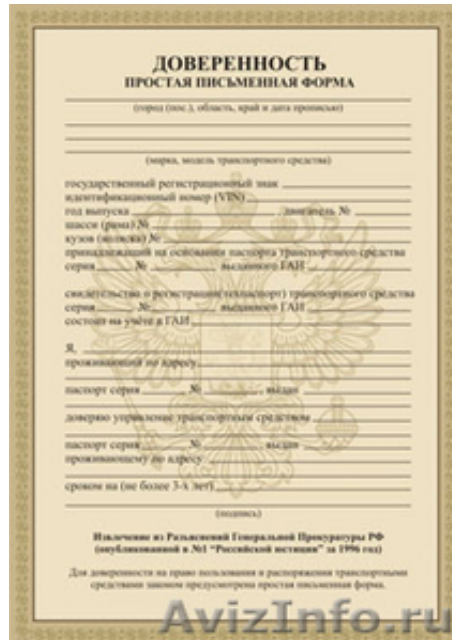 ДОВЕРЕННОСТЬ
ПРОСТАЯ ПИСЬМЕННАЯ ФОРМА
(город (пос.), область, край и дата прописью)
(марка, модель транспортного средства)
государственный регистрационный знак
идентификационный номер (VIN)
год выпуска двигатель №
шасси (рама) №
кузов (коляска) №
принадлежащий на основании паспорта транспортного средства
серия № выданного ГАИ
свидетельства о регистрации(техпаспорт) транспортного средства
серия № выданного ГАИ
состоит на учёте в ГАИ
Я,
проживающий по адресу
паспорт серия №, выдан
доверяю управление транспортным средством
паспорт серия № выдан
проживающему по адресу
сроком на (не более 3-х лет)
(подпись)
Извлечение из Разъяснений Генеральной Прокуратуры РФ
(опубликованной в №1 "Российской юстиции" за 1996 год)
Для доверенности на право пользования и распоряжения транспортными
средствами законом предусмотрена простая письменная форма.
AvizInfo.ru